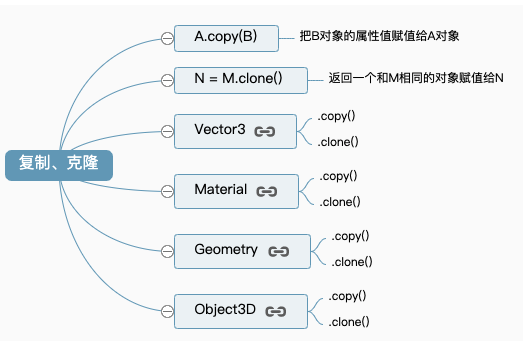 A.copy(B)
把B对象的属性值赋值给A对象
N = M.clone()
返回一个和M相同的对象赋值给N
Vector3
.copy()
.clone()
复制、克隆
Material
.copy()
.clone()
Geometry
.copy()
.clone()
Object3D
.copy()
.clone()